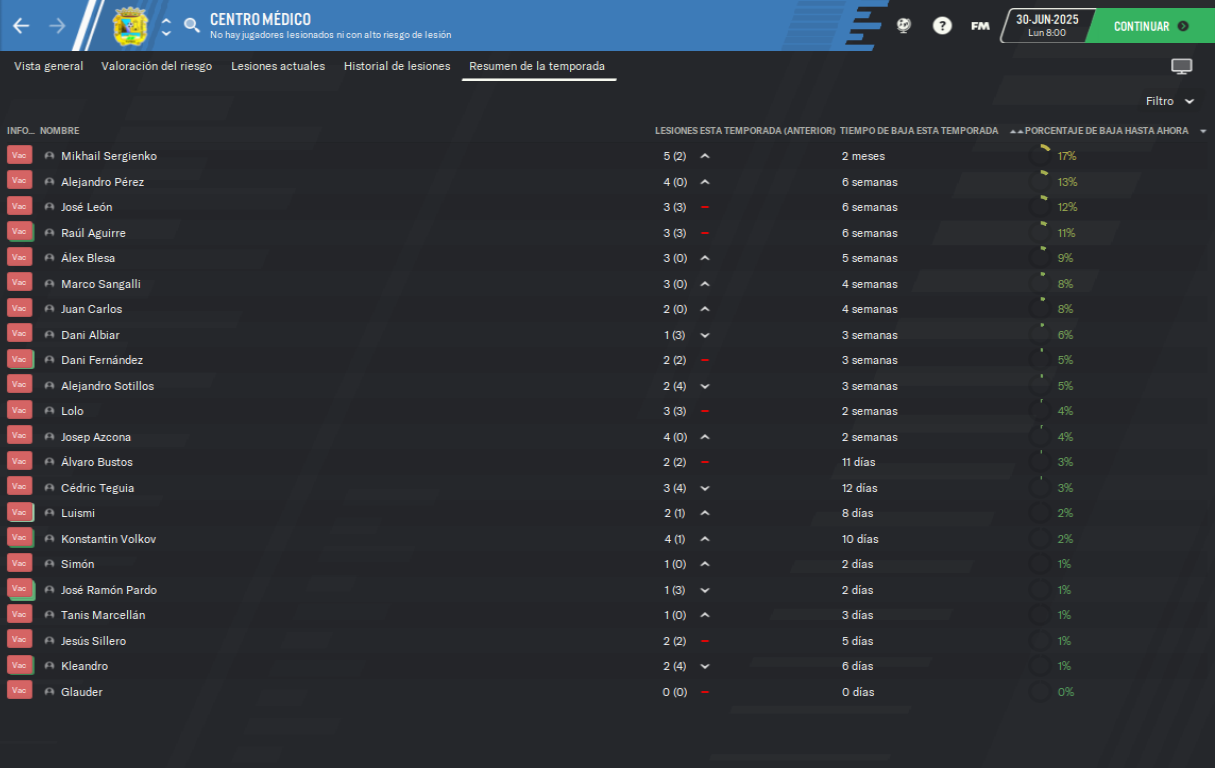 CENTRO MÉDICO
No hay jugadores lesionados ni con alto riesgo de lesión
?
FM
30-JUN-2025
Lun 8:00
CONTINUAR
Vista general Valoración del riesgo Lesiones actuales Historial de lesiones Resumen de la temporada
Filtro
INFO... NOMBRE LESIONES ESTA TEMPORADA (ANTERIOR) TIEMPO DE BAJA ESTA TEMPORADA PORCENTAJE DE BAJA HASTA AHORA
Vac Mikhail Sergienko 5 (2) 2 meses 17%
Vac Alejandro Pérez 4 (0) 6 semanas 13%
Vac José León 3 (3) 6 semanas 12%
Vac Raúl Aguirre 3 (3) 6 semanas 11%
Vac Álex Blesa 3 (0) 5 semanas 9%
Vac Marco Sangalli 3 (0) 4 semanas 8%
Vac Juan Carlos 2 (0) 4 semanas 8%
Vac Dani Albiar 1 (3) 3 semanas 6%
Vac Dani Fernández 2 (2) 3 semanas 5%
Vac Alejandro Sotillos 2 (4) 3 semanas 5%
Vac Lolo 3 (3) 2 semanas 4%
Vac Josep Azcona 4 (0) 2 semanas 4%
Vac Álvaro Bustos 2 (2) 11 días 3%
Vac Cédric Teguia 3 (4) 12 días 3%
Vac Luismi 2 (1) 8 días 2%
Vac Konstantin Volkov 4 (1) 10 días 2%
Vac Simón 1 (0) 2 días 1%
Vac José Ramón Pardo 1 (3) 2 días 1%
Vac Tanis Marcellán 1 (0) 3 días 1%
Vac Jesús Sillero 2 (2) 5 días 1%
Vac Kleandro 2 (4) 6 días 1%
Vac Glauder 0 (0) 0 días 0%